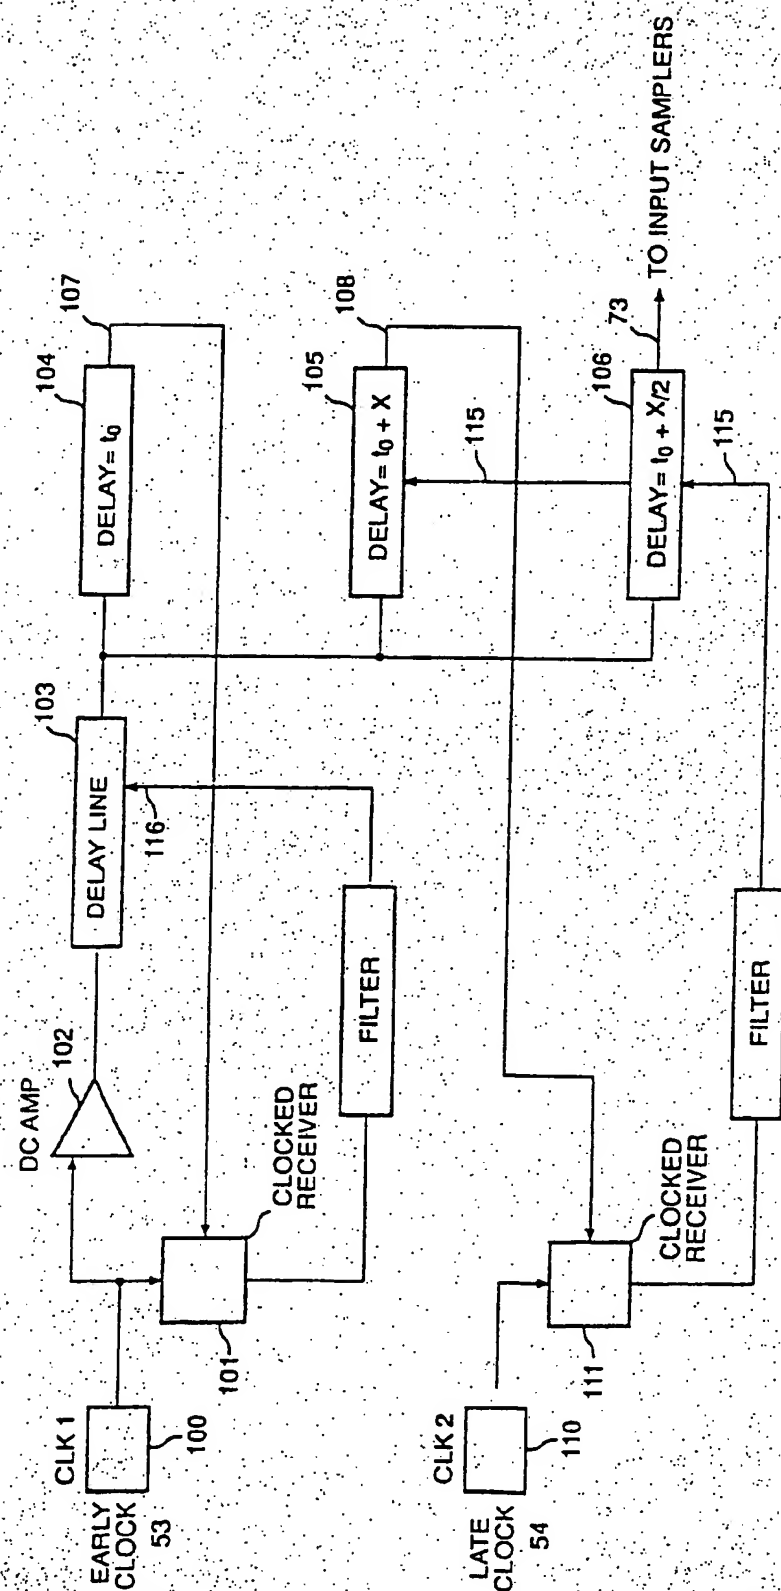 EARLY
CLOCK
53
CLK 1
100
DC AMP
102
103
DELAY LINE
116
104
DELAY= t0
107
101
CLOCKED
RECEIVER
FILTER
105
DELAY= t0 + X
108
115
LATE
CLOCK
54
CLK 2
110
111
CLOCKED
RECEIVER
FILTER
106
DELAY= t0 + X/2
115
73
TO INPUT SAMPLERS